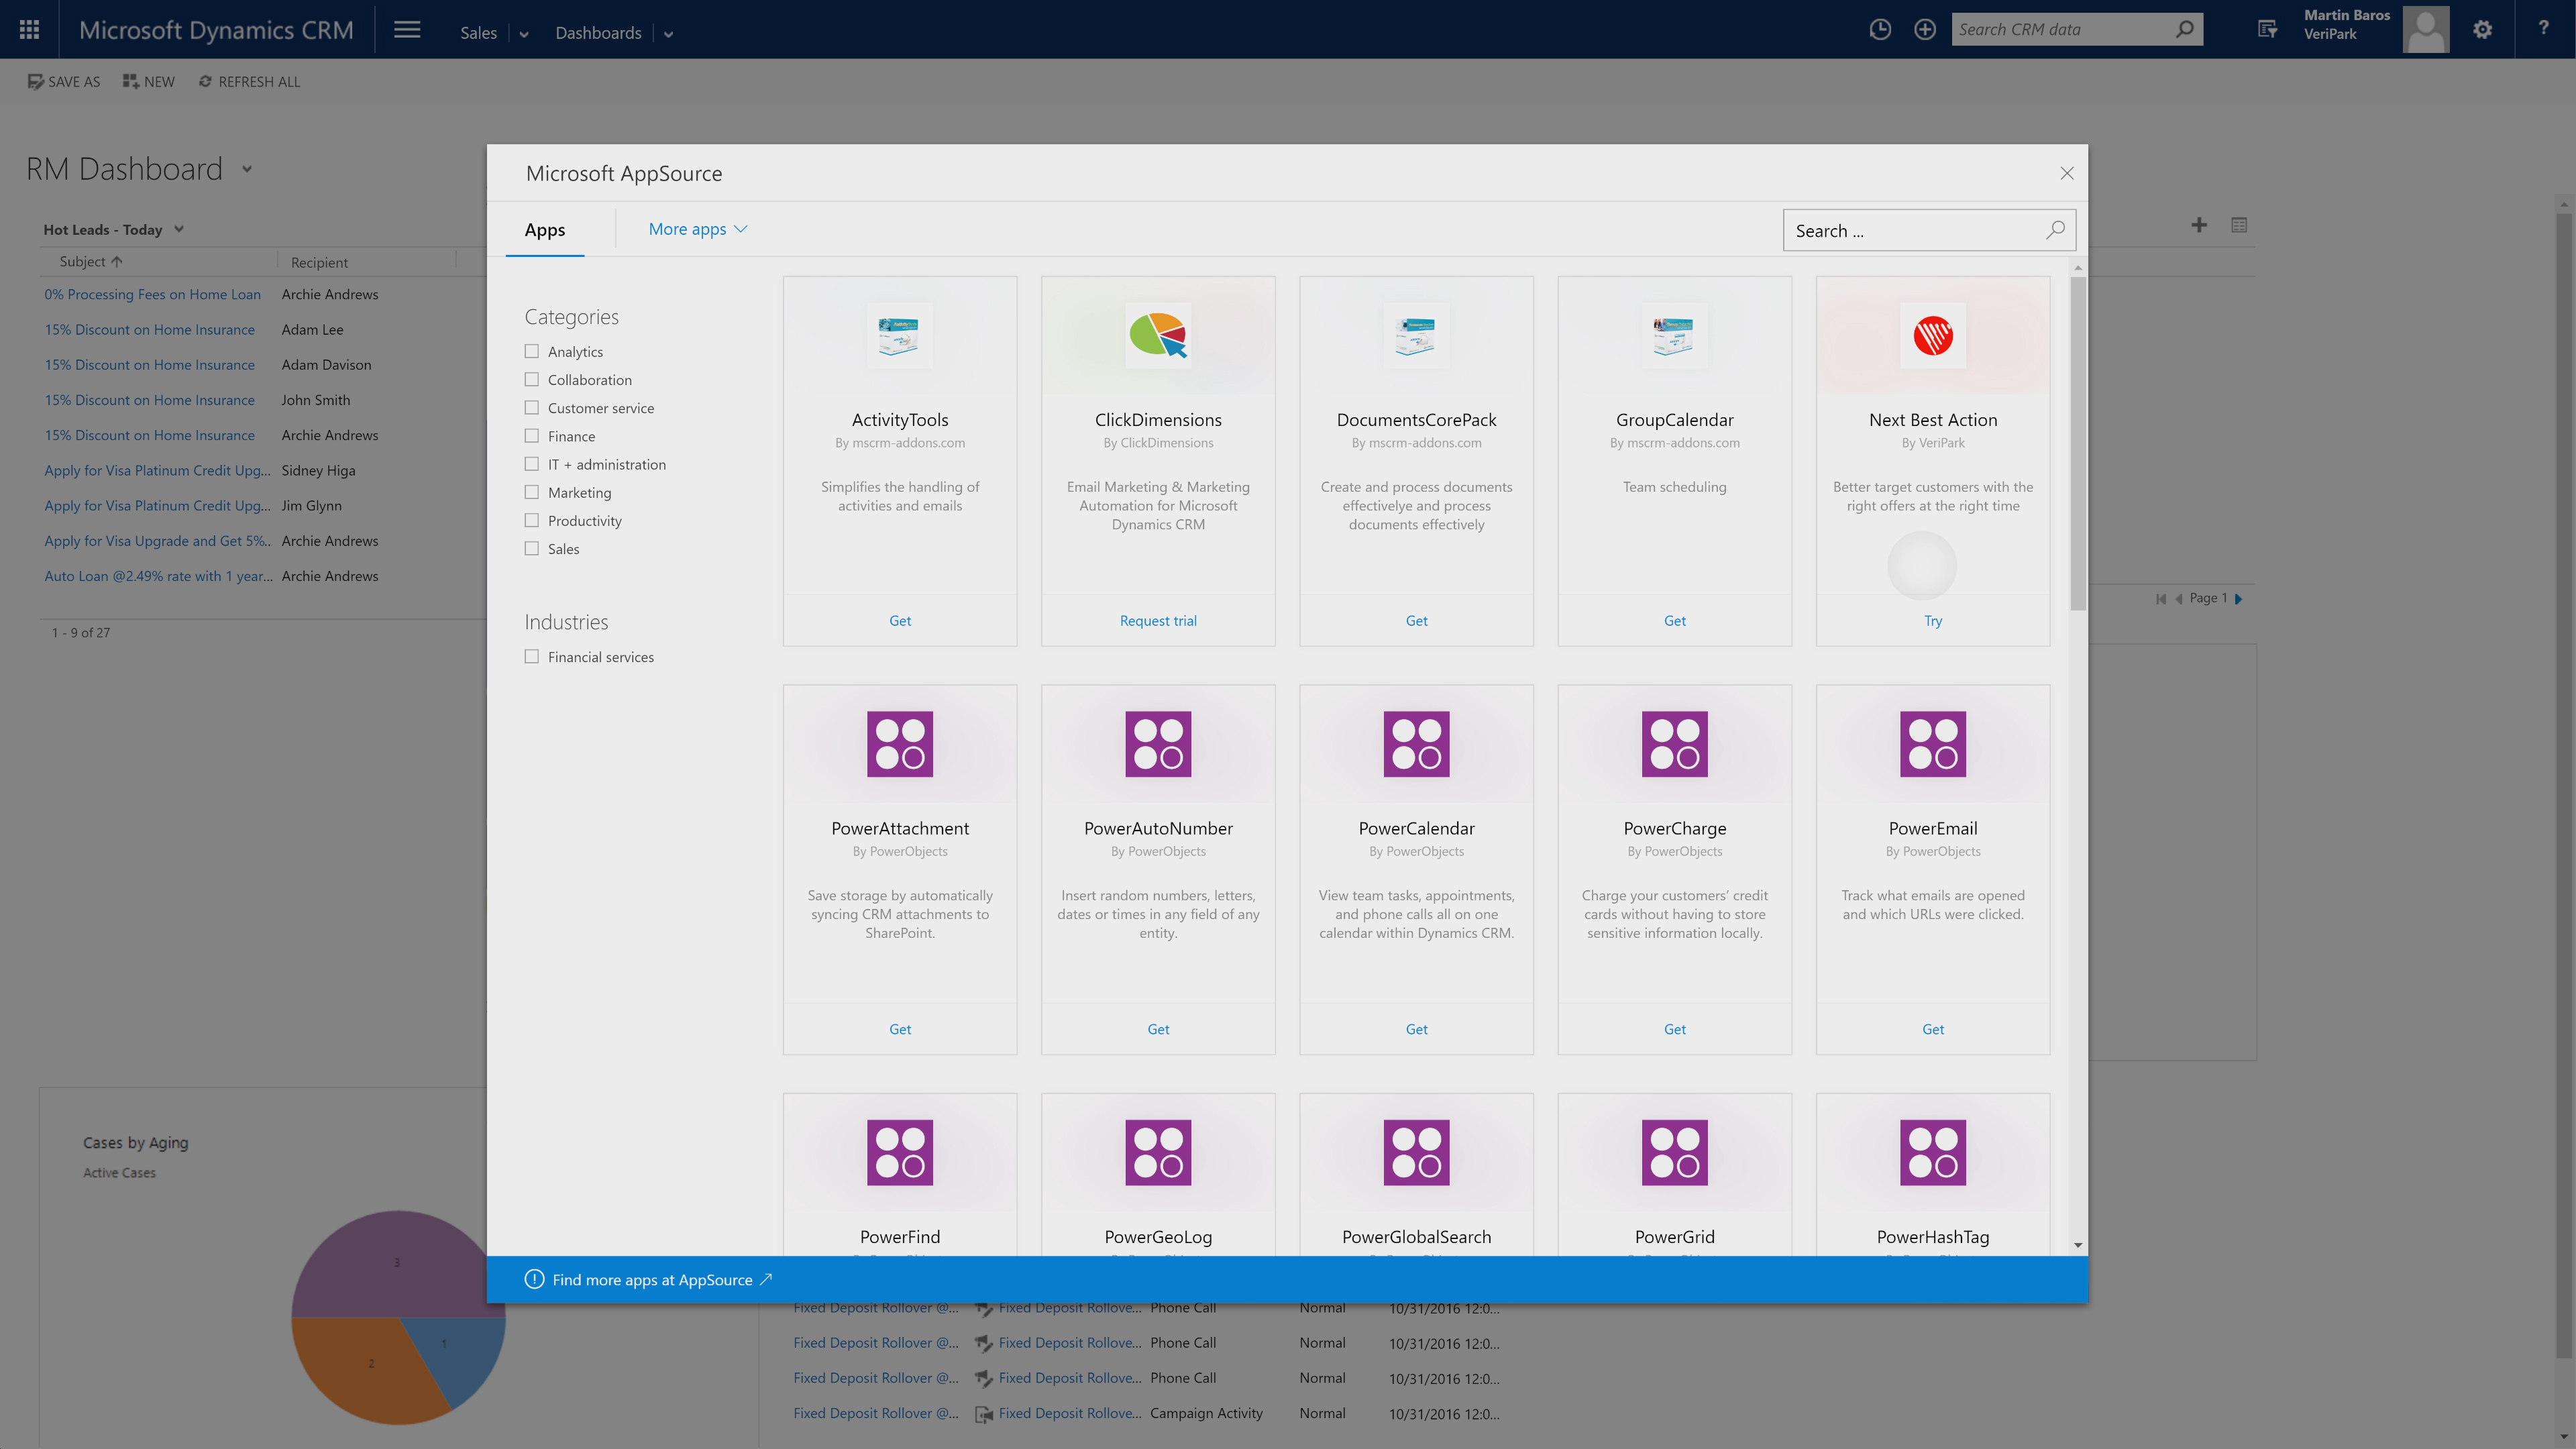 Microsoft Dynamics CRM
Sales
Dashboards
Search CRM data
Martin Baros
VeriPark
?
SAVE AS
NEW
REFRESH ALL
RM Dashboard
Hot Leads - Today
Subject
Recipient
0% Processing Fees on Home Loan Archie Andrews
15% Discount on Home Insurance Adam Lee
15% Discount on Home Insurance Adam Davison
15% Discount on Home Insurance John Smith
15% Discount on Home Insurance Archie Andrews
Apply for Visa Platinum Credit Upg... Sidney Higa
Apply for Visa Platinum Credit Upg... Jim Glynn
Apply for Visa Upgrade and Get 5%... Archie Andrews
Auto Loan @2.49% rate with 1 year... Archie Andrews
1 - 9 of 27
Page 1
Microsoft AppSource
Apps
More apps
Search ...
Categories
Analytics
Collaboration
Customer service
Finance
IT + administration
Marketing
Productivity
Sales
Industries
Financial services
ActivityTools
By mscrm-addons.com
Simplifies the handling of
activities and emails
Get
ClickDimensions
By ClickDimensions
Email Marketing & Marketing
Automation for Microsoft
Dynamics CRM
Request trial
DocumentsCorePack
By mscrm-addons.com
Create and process documents
effectivelye and process
documents effectively
Get
GroupCalendar
By mscrm-addons.com
Team scheduling
Get
Next Best Action
By VeriPark
Better target customers with the
right offers at the right time
Try
PowerAttachment
By PowerObjects
Save storage by automatically
syncing CRM attachments to
SharePoint.
Get
PowerAutoNumber
By PowerObjects
Insert random numbers, letters,
dates or times in any field of any
entity.
Get
PowerCalendar
By PowerObjects
View team tasks, appointments,
and phone calls all on one
calendar within Dynamics CRM.
Get
PowerCharge
By PowerObjects
Charge your customers' credit
cards without having to store
sensitive information locally.
Get
PowerEmail
By PowerObjects
Track what emails are opened
and which URLs were clicked.
Get
PowerFind
PowerGeoLog
PowerGlobalSearch
PowerGrid
PowerHashTag
Find more apps at AppSource
Cases by Aging
Active Cases
3
1
2
Fixed Deposit Rollover @... Fixed Deposit Rollove... Phone Call Normal 10/31/2016 12:0...
Fixed Deposit Rollover @... Fixed Deposit Rollove... Phone Call Normal 10/31/2016 12:0...
Fixed Deposit Rollover @... Fixed Deposit Rollove... Phone Call Normal 10/31/2016 12:0...
Fixed Deposit Rollover @... Fixed Deposit Rollove... Campaign Activity Normal 10/31/2016 12:0...